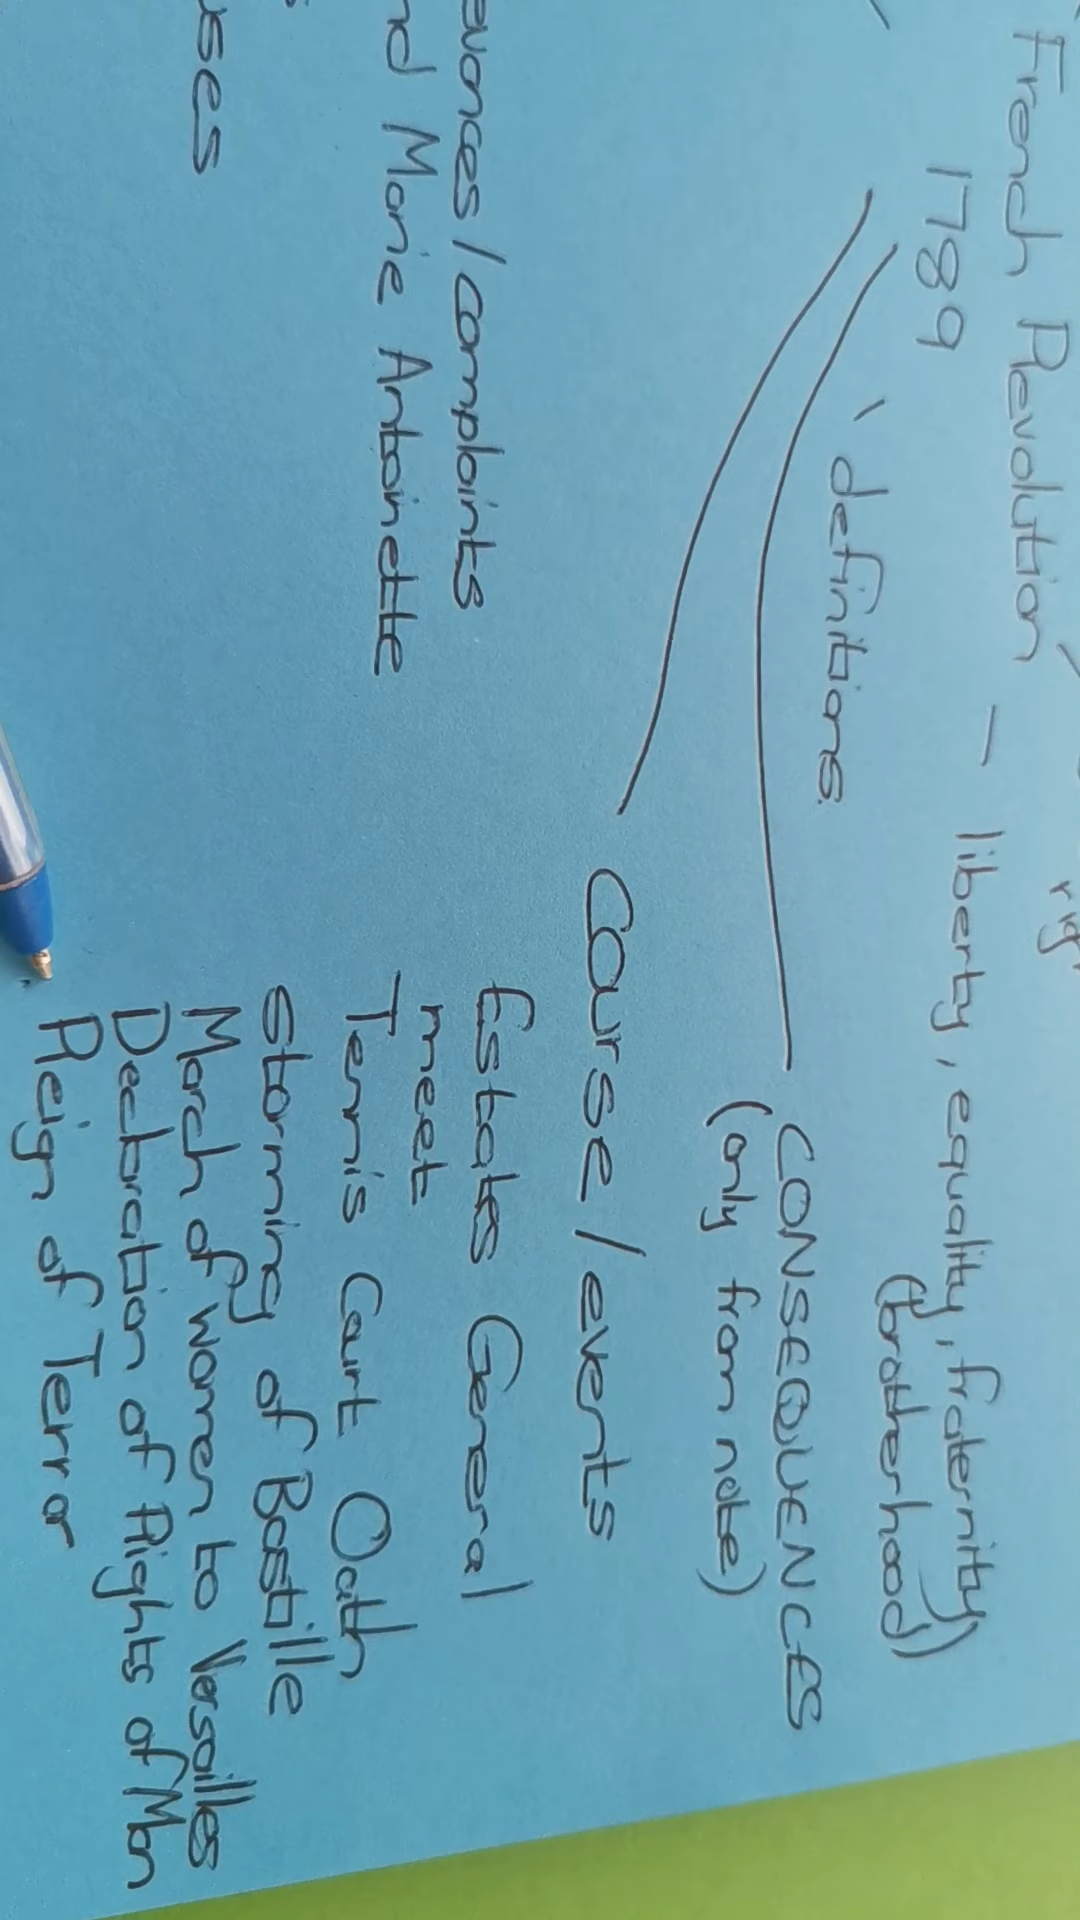 French Revolution - liberty, equality, fraternity
(brotherhood)
1789
definitions.
CONSEQUENCES
(only from note)
Course / events
Estates General
meet
Tennis Court Oath
storming of Bastille
March of women to Versailles
Declaration of Rights of Man
Reign of Terror
/complaints
Marie Antoinette